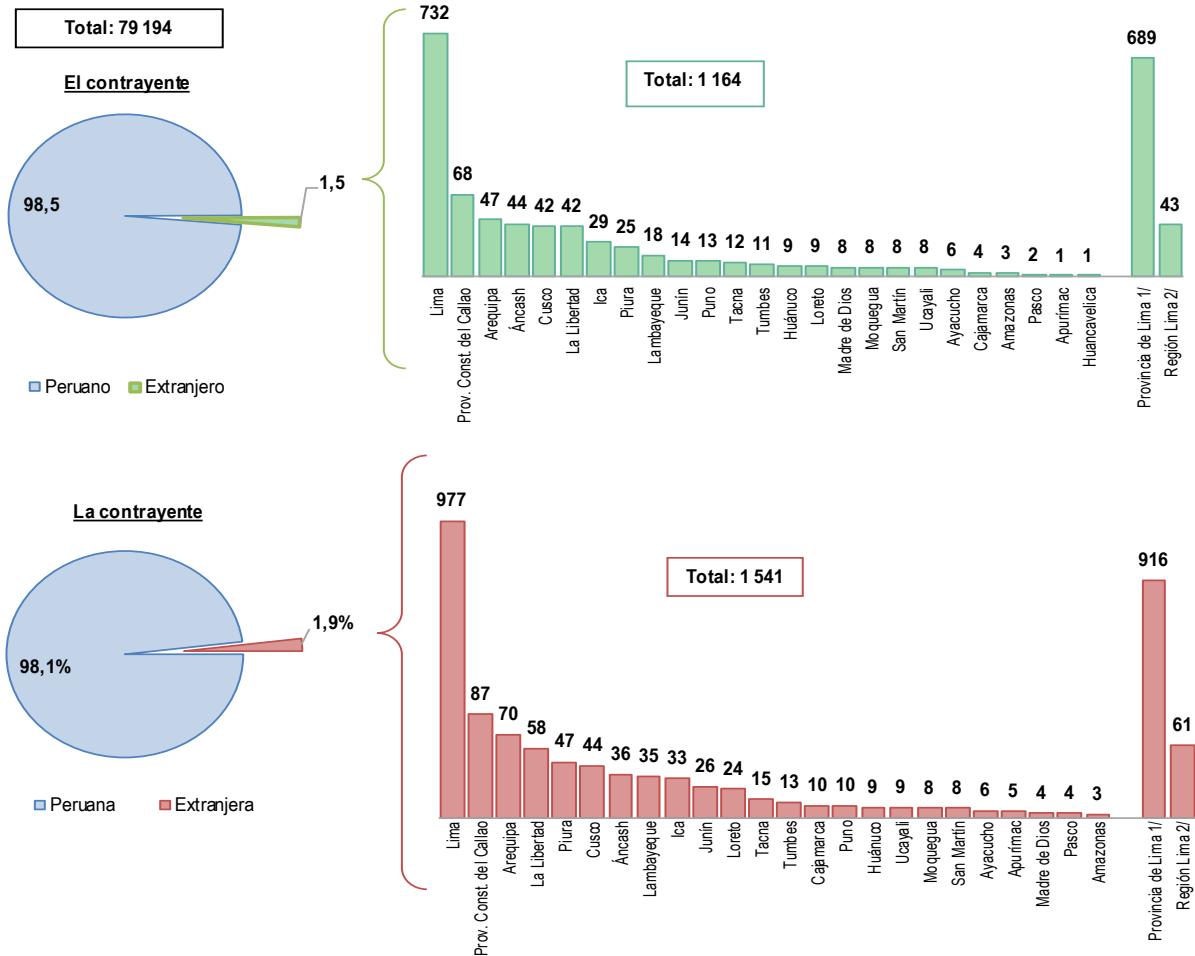 Total: 79 194
El contrayente
98,5
1,5
Peruano
Extranjero
Total: 1 164
732
68
47
44
42
42
29
25
18
14
13
12
11
9
9
8
8
8
8
6
4
3
2
1
1
689
43
Lima
Prov. Const. del Callao
Arequipa
Áncash
Cusco
La Libertad
Ica
Piura
Lambayeque
Junín
Puno
Tacna
Tumbes
Huánuco
Loreto
Madre de Dios
Moquegua
San Martín
Ucayali
Ayacucho
Cajamarca
Amazonas
Pasco
Apurímac
Huancavelica
Provincia de Lima 1/
Región Lima 2/
La contrayente
98,1%
1,9%
Peruana
Extranjera
Total: 1 541
977
87
70
58
47
44
36
35
33
26
24
15
13
10
10
9
9
8
8
6
5
4
4
3
916
61
Lima
Prov. Const. del Callao
Arequipa
La Libertad
Piura
Cusco
Áncash
Lambayeque
Ica
Junín
Loreto
Tacna
Tumbes
Cajamarca
Puno
Huánuco
Ucayali
Moquegua
San Martín
Ayacucho
Apurímac
Madre de Dios
Pasco
Amazonas
Provincia de Lima 1/
Región Lima 2/